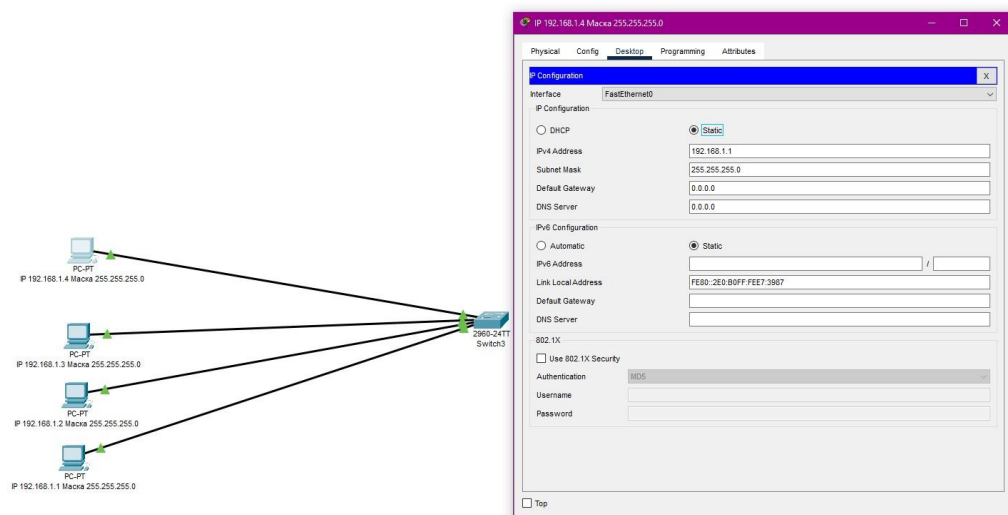 PC-PT
IP 192.168.1.4 Маска 255.255.255.0
PC-PT
IP 192.168.1.3 Маска 255.255.255.0
PC-PT
IP 192.168.1.2 Маска 255.255.255.0
PC-PT
IP 192.168.1.1 Маска 255.255.255.0
2960-24TT
Switch3
IP 192.168.1.4 Маска 255.255.255.0
Physical Config Desktop Programming Attributes
IP Configuration X
Interface FastEthernet0
IP Configuration
DHCP Static
IPv4 Address 192.168.1.1
Subnet Mask 255.255.255.0
Default Gateway 0.0.0.0
DNS Server 0.0.0.0
IPv6 Configuration
Automatic Static
IPv6 Address /
Link Local Address FE80::2E0:B0FF:FEE7:3987
Default Gateway
DNS Server
802.1X
Use 802.1X Security
Authentication MD5
Username
Password
Top